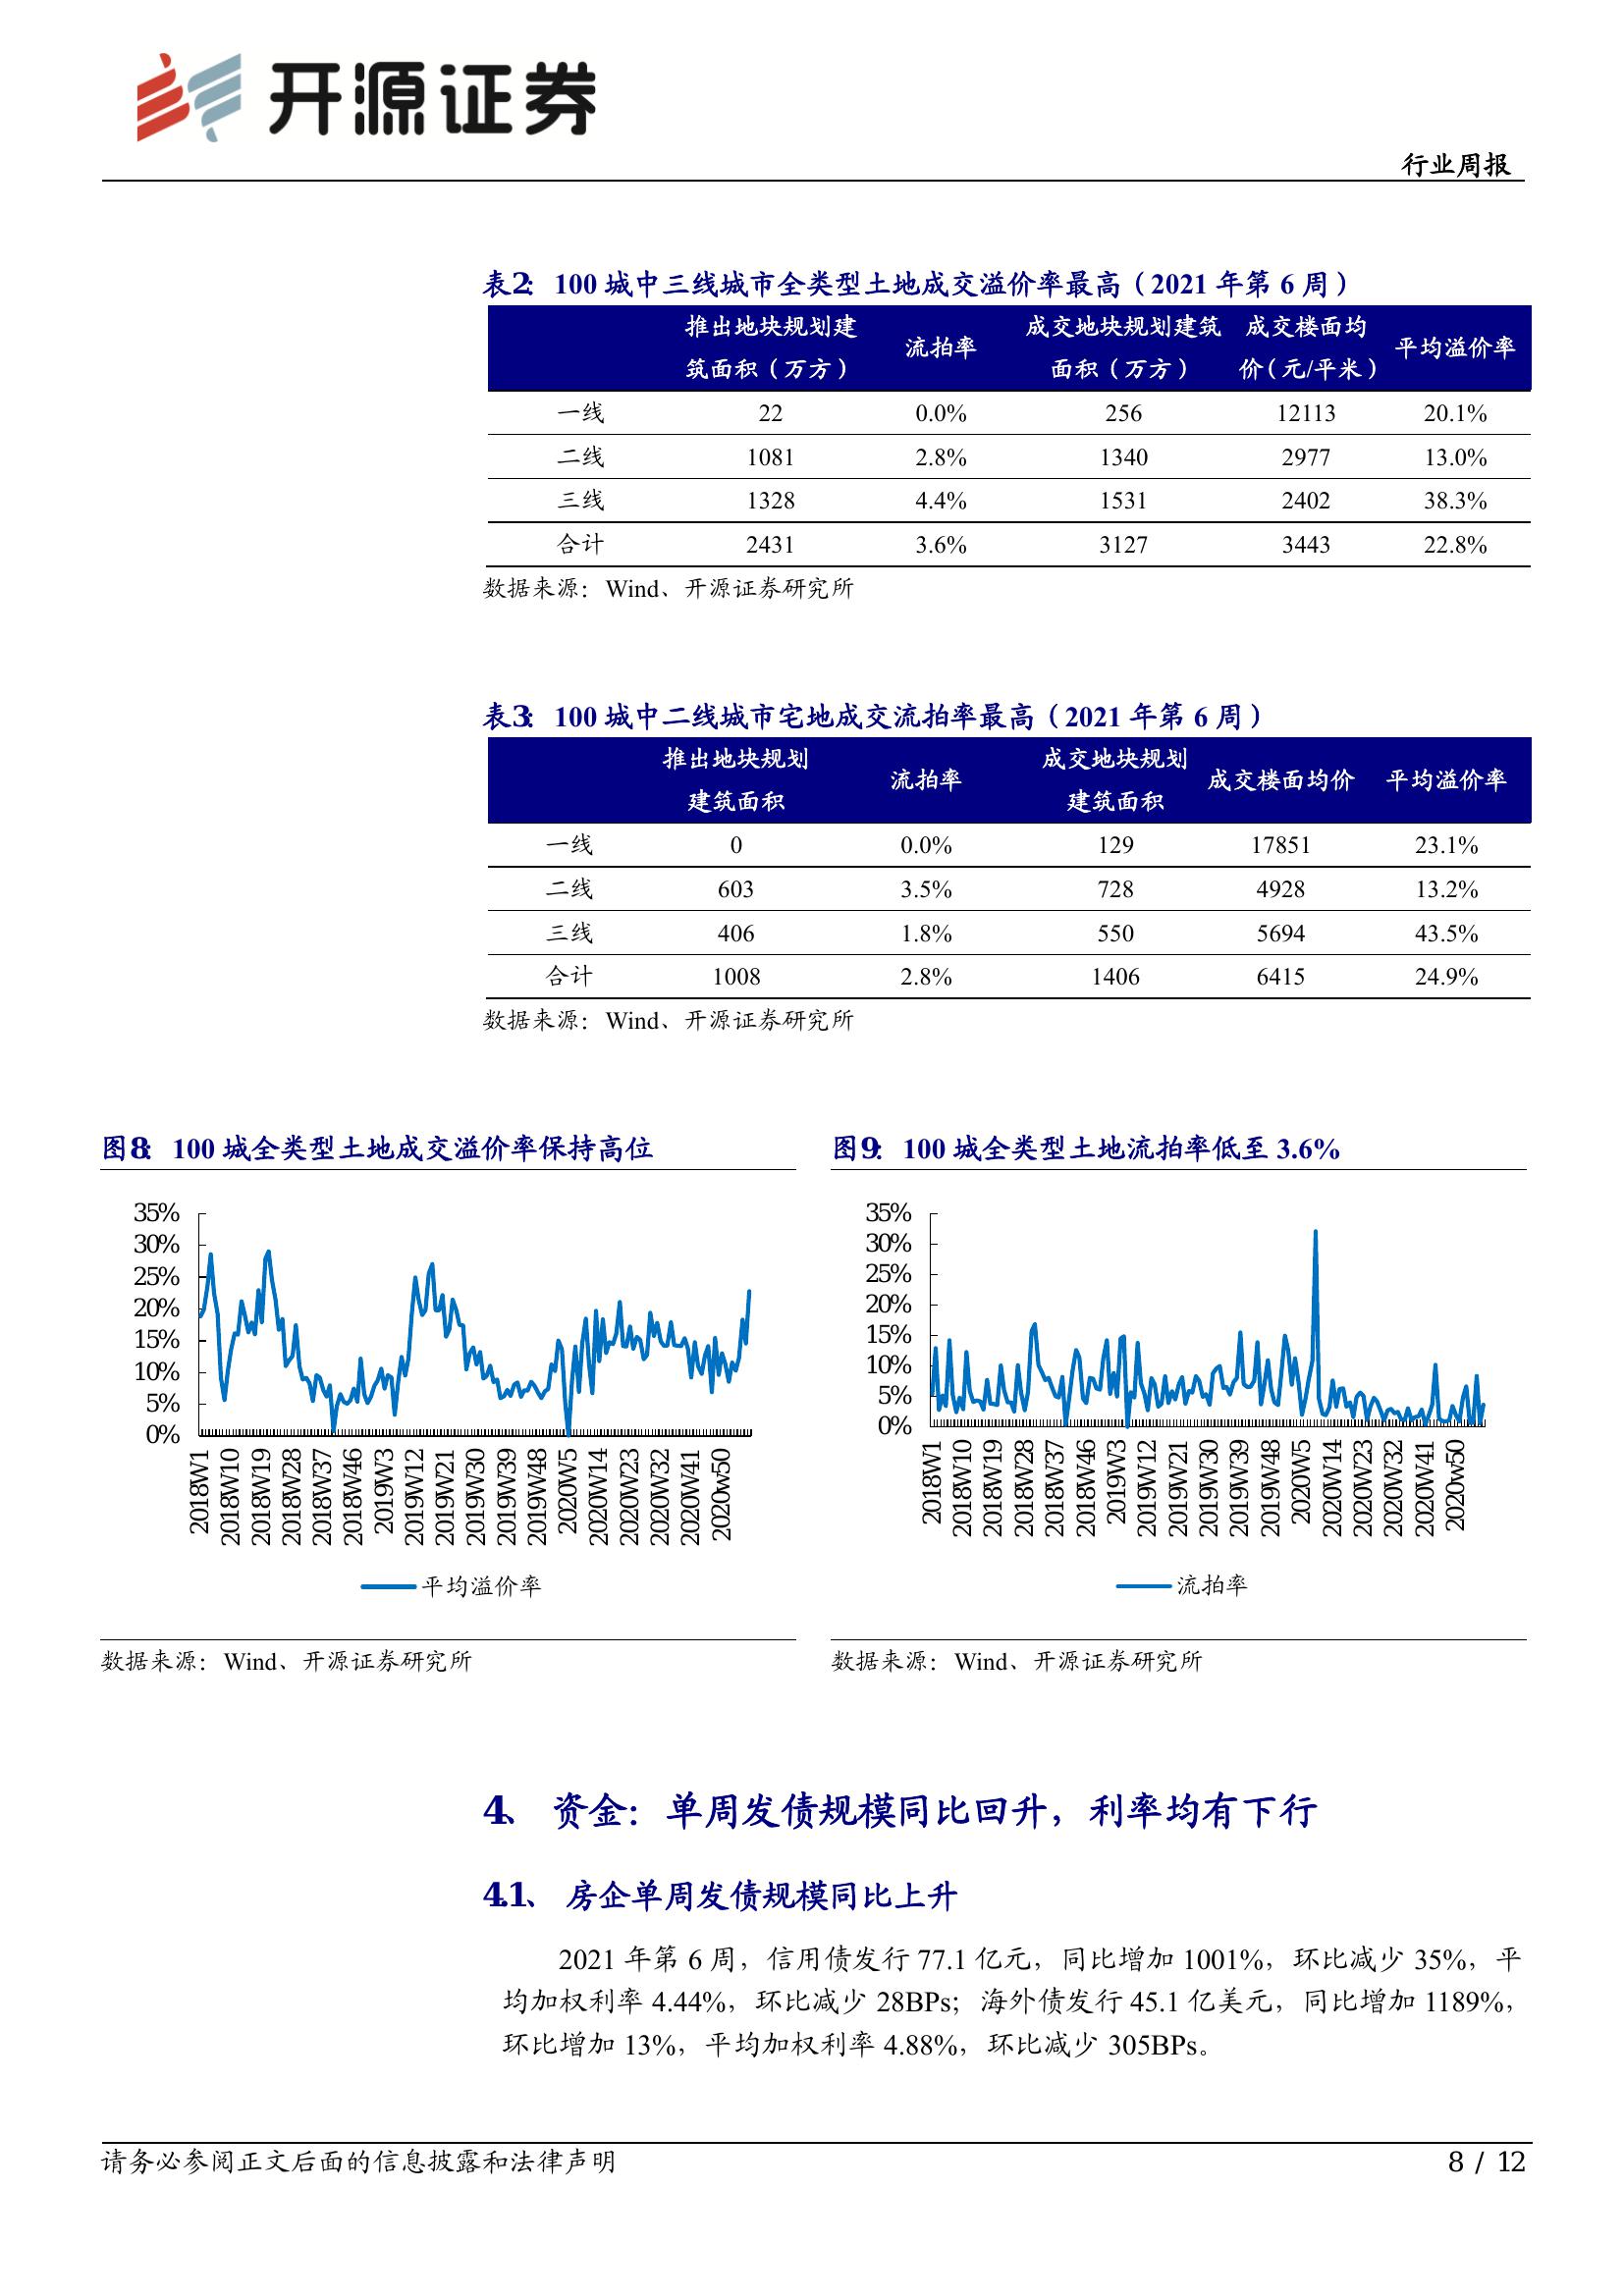 开源证券
行业周报
表2： 100 城中三线城市全类型土地成交溢价率最高（2021 年第 6 周）
推出地块规划建筑面积（万方） 流拍率 成交地块规划建筑面积（万方） 成交楼面均价（元/平米） 平均溢价率
一线 22 0.0% 256 12113 20.1%
二线 1081 2.8% 1340 2977 13.0%
三线 1328 4.4% 1531 2402 38.3%
合计 2431 3.6% 3127 3443 22.8%
数据来源：Wind、开源证券研究所
表3： 100 城中二线城市宅地成交流拍率最高（2021 年第 6 周）
推出地块规划建筑面积 流拍率 成交地块规划建筑面积 成交楼面均价 平均溢价率
一线 0 0.0% 129 17851 23.1%
二线 603 3.5% 728 4928 13.2%
三线 406 1.8% 550 5694 43.5%
合计 1008 2.8% 1406 6415 24.9%
数据来源：Wind、开源证券研究所
图8： 100 城全类型土地成交溢价率保持高位
35%
30%
25%
20%
15%
10%
5%
0%
2018W1 2018W10 2018W19 2018W28 2018W37 2018W46 2019W3 2019W12 2019W21 2019W30 2019W39 2019W48 2020W5 2020W14 2020W23 2020W32 2020W41 2020w50
平均溢价率
数据来源：Wind、开源证券研究所
图9： 100 城全类型土地流拍率低至 3.6%
35%
30%
25%
20%
15%
10%
5%
0%
2018W1 2018W10 2018W19 2018W28 2018W37 2018W46 2019W3 2019W12 2019W21 2019W30 2019W39 2019W48 2020W5 2020W14 2020W23 2020W32 2020W41 2020w50
流拍率
数据来源：Wind、开源证券研究所
4、 资金：单周发债规模同比回升，利率均有下行
4.1、 房企单周发债规模同比上升
2021 年第 6 周，信用债发行 77.1 亿元，同比增加 1001%，环比减少 35%，平
均加权利率 4.44%，环比减少 28BPs；海外债发行 45.1 亿美元，同比增加 1189%，
环比增加 13%，平均加权利率 4.88%，环比减少 305BPs。
请务必参阅正文后面的信息披露和法律声明
8 / 12